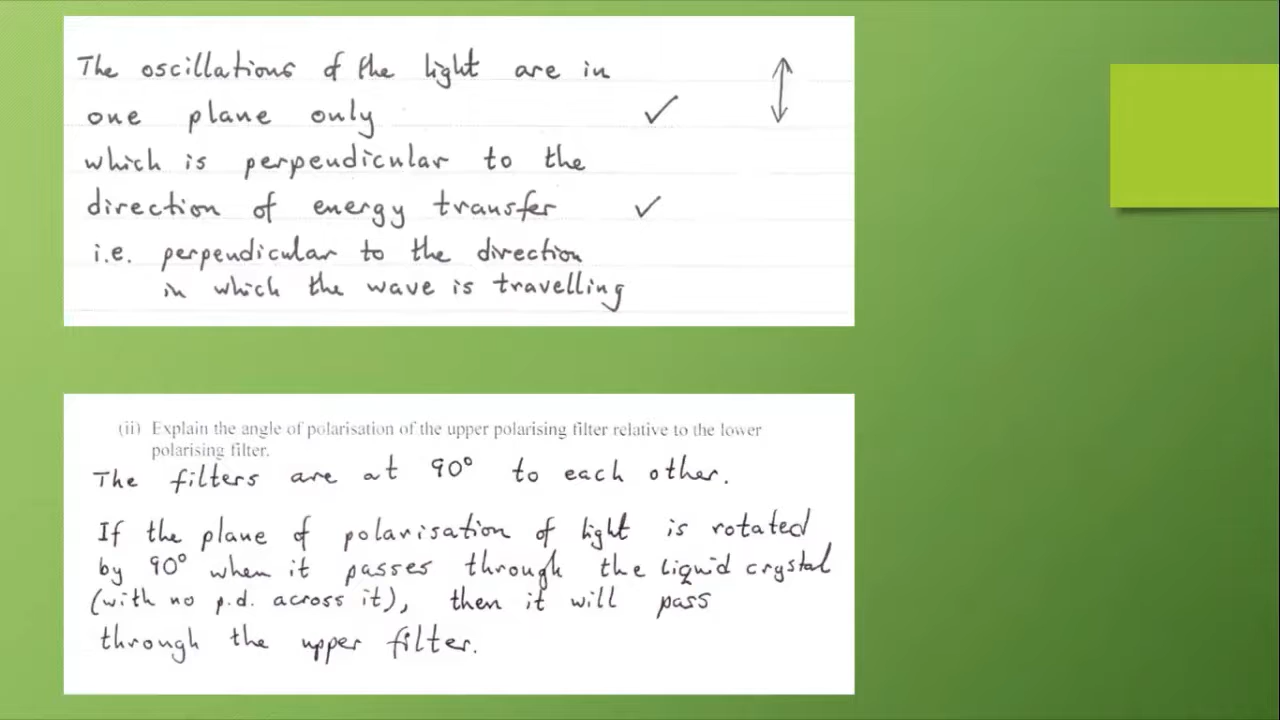 The oscillations of the light are in
one plane only
which is perpendicular to the
direction of energy transfer
i.e. perpendicular to the direction
in which the wave is travelling
(ii) Explain the angle of polarisation of the upper polarising filter relative to the lower
polarising filter.
The filters are at 90° to each other.
If the plane of polarisation of light is rotated
by 90° when it passes through the liquid crystal
(with no p.d. across it), then it will pass
through the upper filter.